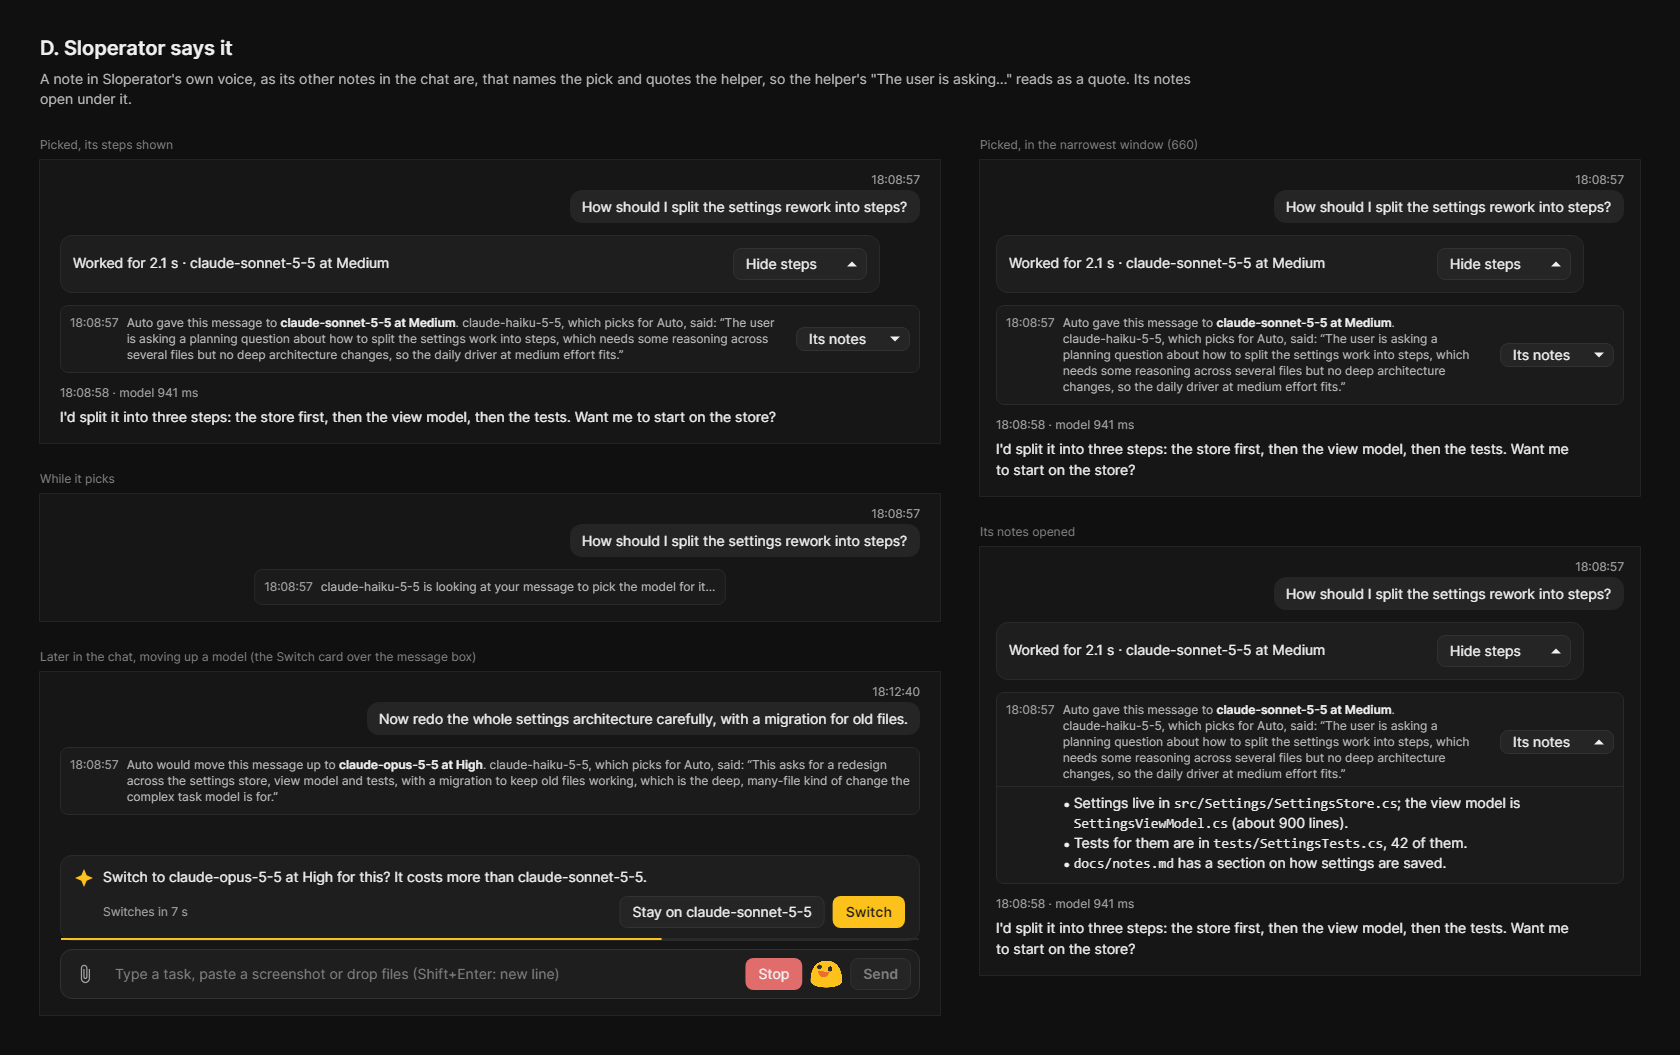 D. Sloperator says it
A note in Sloperator's own voice, as its other notes in the chat are, that names the pick and quotes the helper, so the helper's "The user is asking..." reads as a quote. Its notes
open under it.
Picked, its steps shown
18:08:57
How should I split the settings rework into steps?
Worked for 2.1 s · claude-sonnet-5-5 at Medium
Hide steps
18:08:57 Auto gave this message to claude-sonnet-5-5 at Medium. claude-haiku-5-5, which picks for Auto, said: “The user
is asking a planning question about how to split the settings work into steps, which needs some reasoning across
several files but no deep architecture changes, so the daily driver at medium effort fits.”
Its notes
18:08:58 · model 941 ms
I'd split it into three steps: the store first, then the view model, then the tests. Want me to start on the store?
While it picks
18:08:57
How should I split the settings rework into steps?
18:08:57 claude-haiku-5-5 is looking at your message to pick the model for it...
Later in the chat, moving up a model (the Switch card over the message box)
18:12:40
Now redo the whole settings architecture carefully, with a migration for old files.
18:08:57 Auto would move this message up to claude-opus-5-5 at High. claude-haiku-5-5, which picks for Auto, said: “This asks for a redesign
across the settings store, view model and tests, with a migration to keep old files working, which is the deep, many-file kind of change the
complex task model is for.”
Switch to claude-opus-5-5 at High for this? It costs more than claude-sonnet-5-5.
Switches in 7 s
Stay on claude-sonnet-5-5
Switch
Type a task, paste a screenshot or drop files (Shift+Enter: new line)
Stop
Send
Picked, in the narrowest window (660)
18:08:57
How should I split the settings rework into steps?
Worked for 2.1 s · claude-sonnet-5-5 at Medium
Hide steps
18:08:57 Auto gave this message to claude-sonnet-5-5 at Medium.
claude-haiku-5-5, which picks for Auto, said: “The user is asking a
planning question about how to split the settings work into steps, which
needs some reasoning across several files but no deep architecture
changes, so the daily driver at medium effort fits.”
Its notes
18:08:58 · model 941 ms
I'd split it into three steps: the store first, then the view model, then the tests. Want me
to start on the store?
Its notes opened
18:08:57
How should I split the settings rework into steps?
Worked for 2.1 s · claude-sonnet-5-5 at Medium
Hide steps
18:08:57 Auto gave this message to claude-sonnet-5-5 at Medium.
claude-haiku-5-5, which picks for Auto, said: “The user is asking a
planning question about how to split the settings work into steps, which
needs some reasoning across several files but no deep architecture
changes, so the daily driver at medium effort fits.”
Its notes
• Settings live in src/Settings/SettingsStore.cs; the view model is
SettingsViewModel.cs (about 900 lines).
• Tests for them are in tests/SettingsTests.cs, 42 of them.
• docs/notes.md has a section on how settings are saved.
18:08:58 · model 941 ms
I'd split it into three steps: the store first, then the view model, then the tests. Want me
to start on the store?